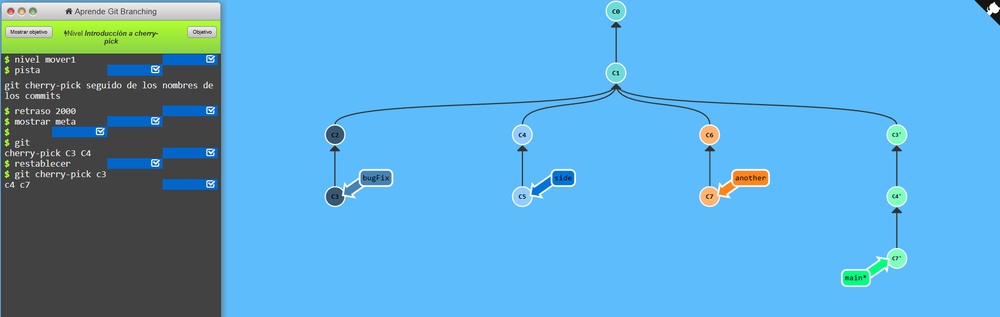 Aprende Git Branching
Mostrar objetivo
Nivel Introducción a cherry-
pick
Objetivo
$ nivel mover1
$ pista
git cherry-pick seguido de los nombres de
los commits
$ retraso 2000
$ mostrar meta
$
$ git
cherry-pick C3 C4
$ restablecer
$ git cherry-pick c3
c4 c7
C0
C1
C2
C4
C6
C3'
bugFix
side
another
C3
C5
C7
C4'
C7'
main*